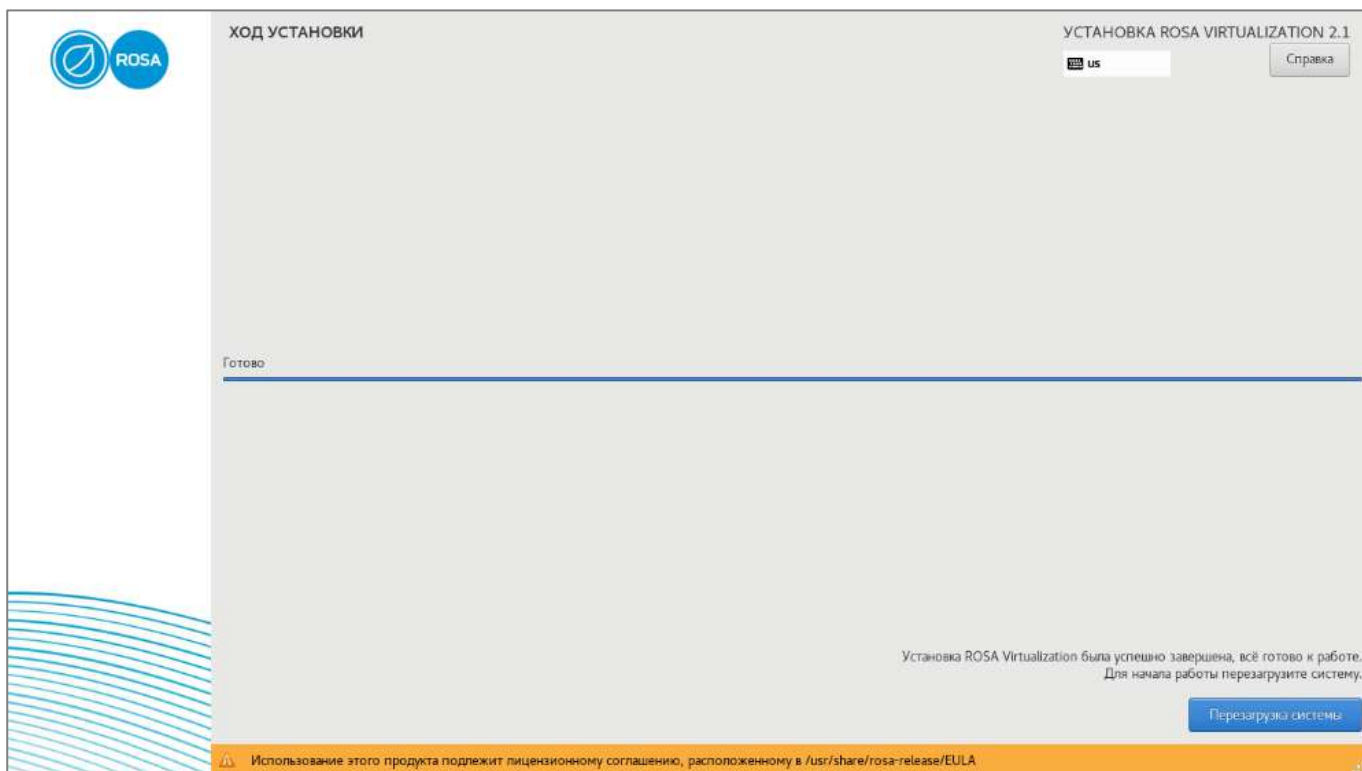 ROSA
ХОД УСТАНОВКИ
УСТАНОВКА ROSA VIRTUALIZATION 2.1
us
Справка
Готово
Установка ROSA Virtualization была успешно завершена, всё готово к работе.
Для начала работы перезагрузите систему.
Перезагрузка системы
Использование этого продукта подлежит лицензионному соглашению, расположенному в /usr/share/rosa-release/EULA